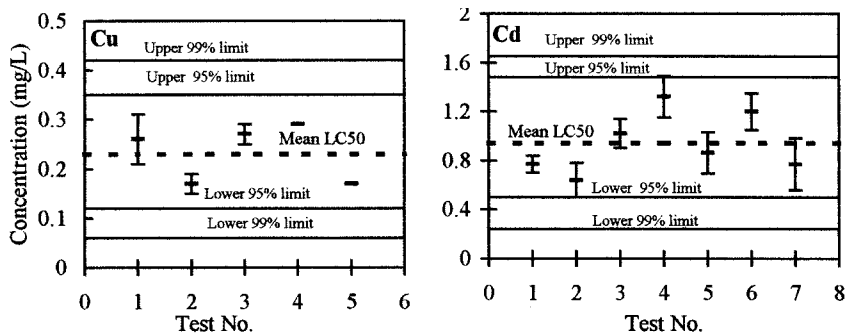 Concentration (mg/L)
0.5
0.4
0.3
0.2
0.1
0
Cu
Upper 99% limit
Upper 95% limit
Mean LC50
Lower 95% limit
Lower 99% limit
0 1 2 3 4 5 6
Test No.
2
1.6
1.2
0.8
0.4
0
Cd
Upper 99% limit
Upper 95% limit
Mean LC50
Lower 95% limit
Lower 99% limit
0 1 2 3 4 5 6 7 8
Test No.